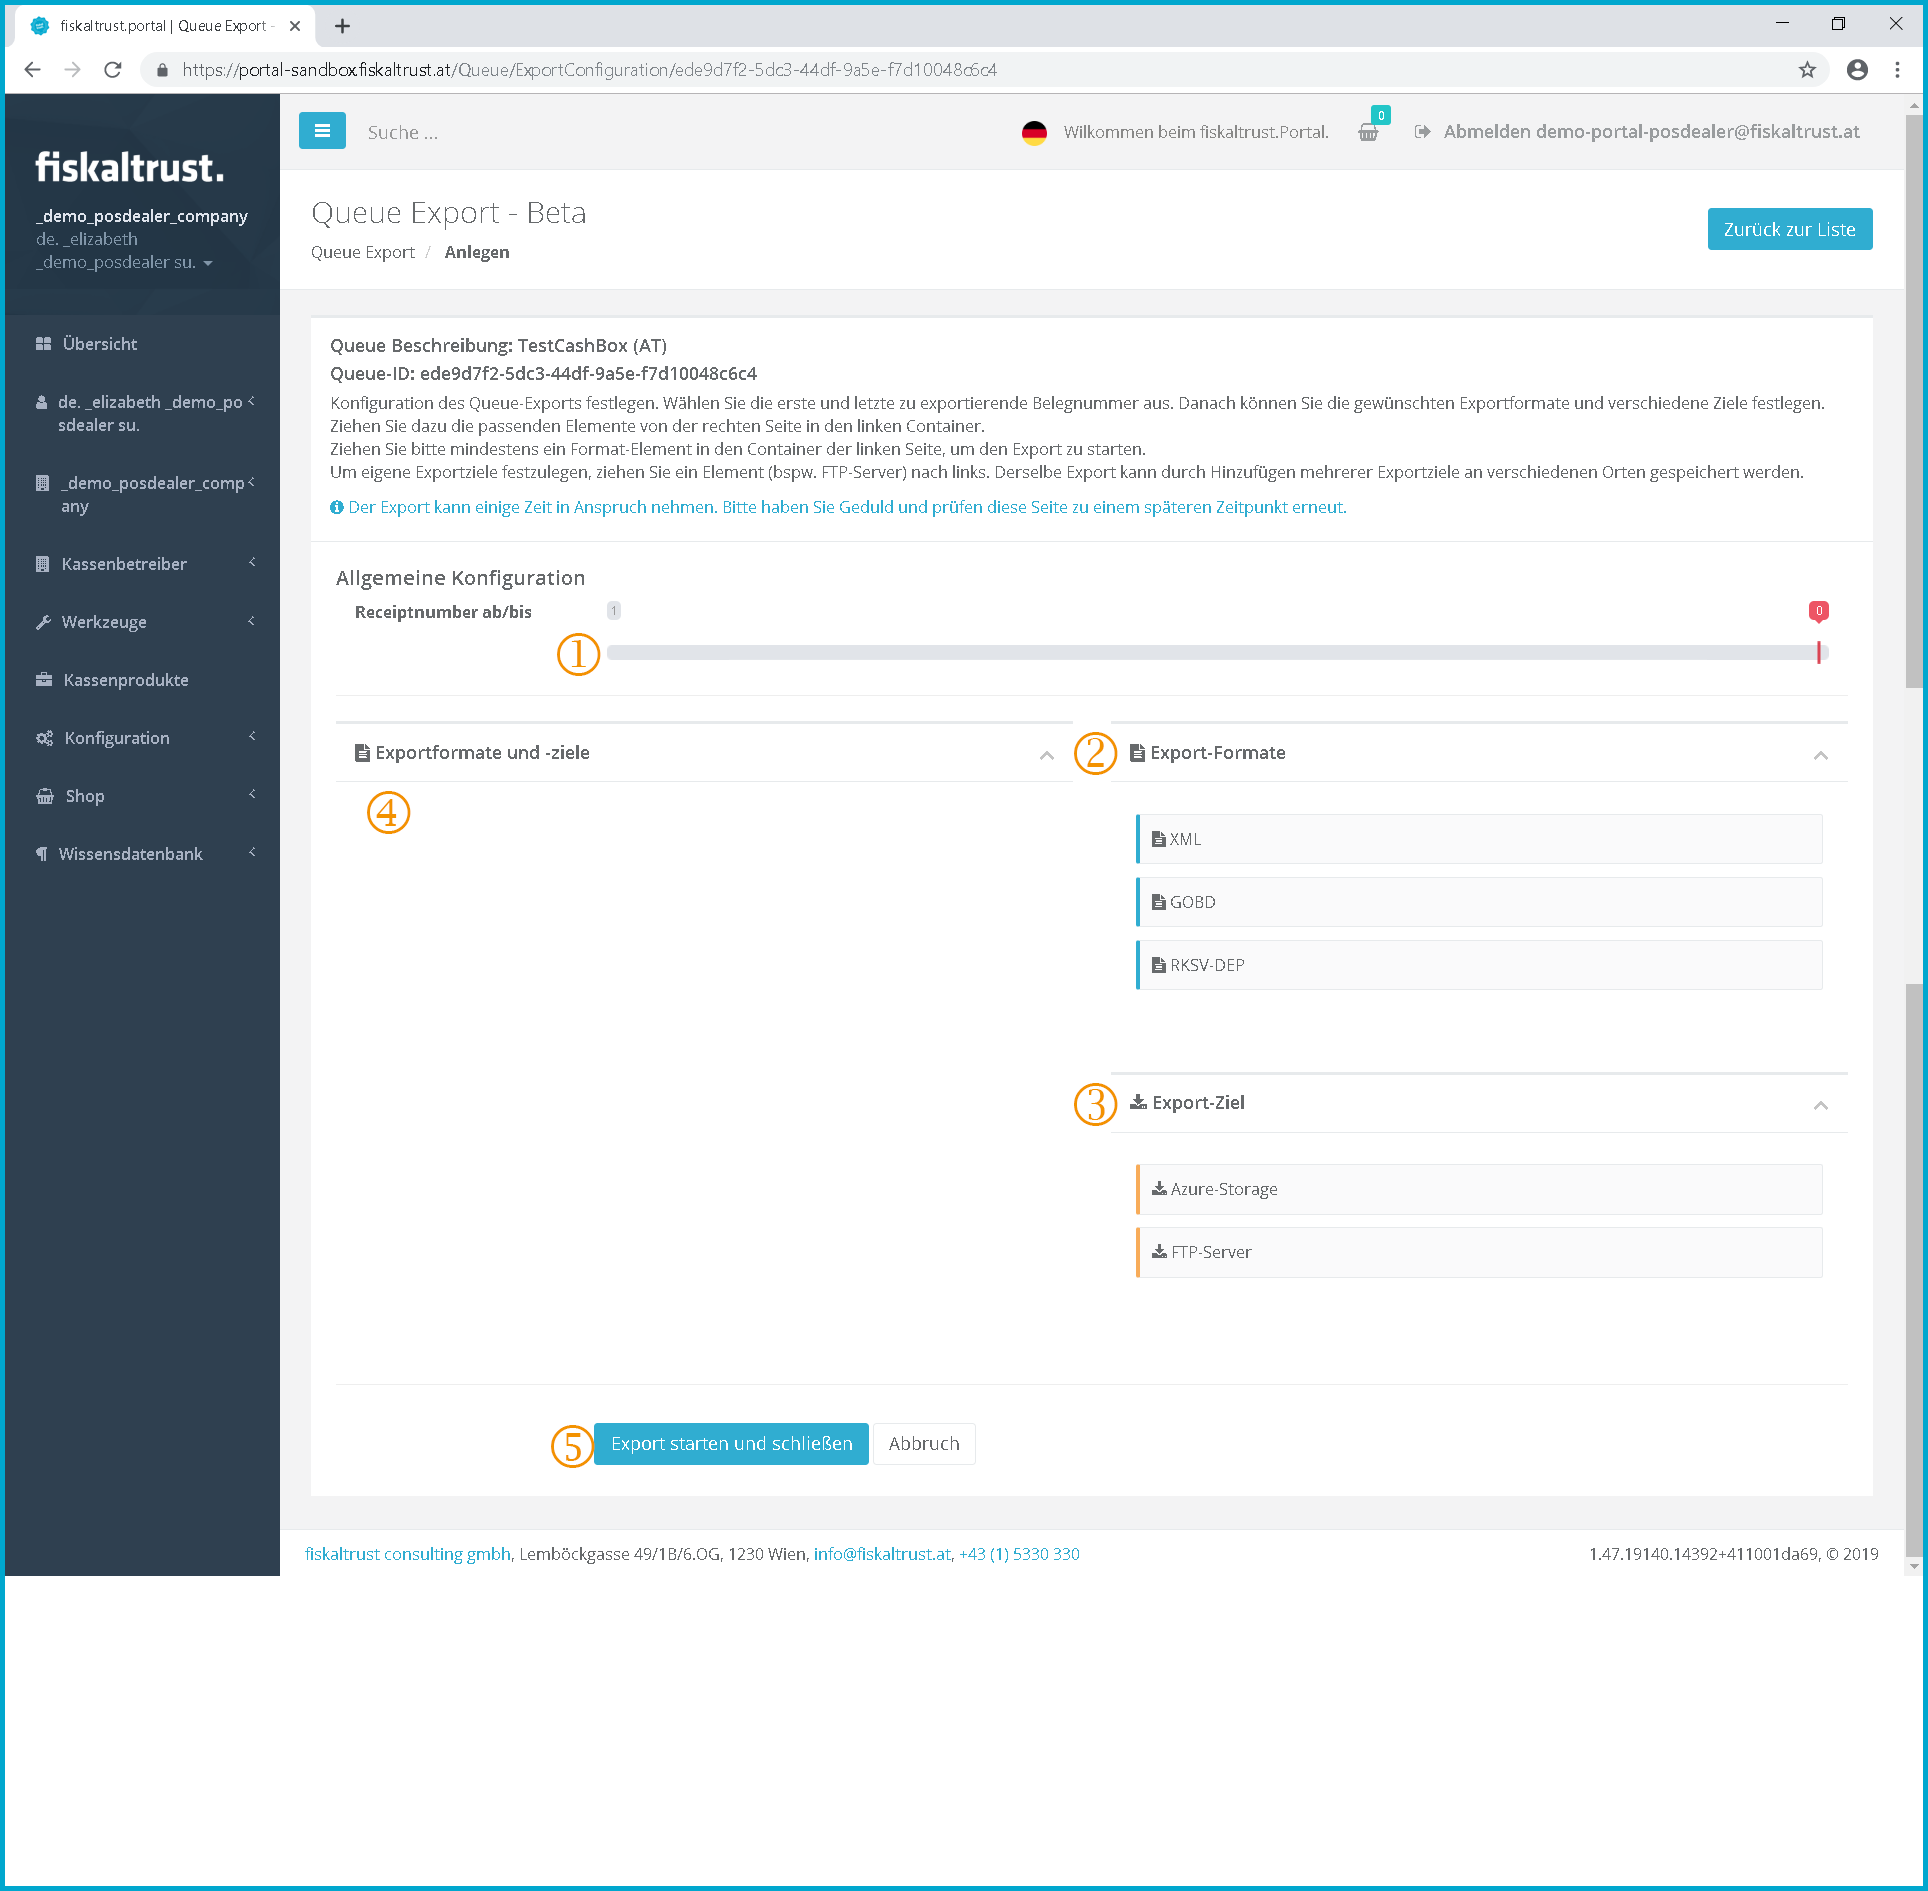 fiskaltrust.portal | Queue Export -
https://portal-sandbox.fiskaltrust.at/Queue/ExportConfiguration/ede9d7f2-5dc3-44df-9a5e-f7d10048c6c4
fiskaltrust.
_demo_posdealer_company
de. _elizabeth
_demo_posdealer su.
Übersicht
de. _elizabeth _demo_po
sdealer su.
_demo_posdealer_comp
any
Kassenbetreiber
Werkzeuge
Kassenprodukte
Konfiguration
Shop
Wissensdatenbank
Suche ...
Wilkommen beim fiskaltrust.Portal.
0
Abmelden demo-portal-posdealer@fiskaltrust.at
Queue Export - Beta
Queue Export / Anlegen
Zurück zur Liste
Queue Beschreibung: TestCashBox (AT)
Queue-ID: ede9d7f2-5dc3-44df-9a5e-f7d10048c6c4
Konfiguration des Queue-Exports festlegen. Wählen Sie die erste und letzte zu exportierende Belegnummer aus. Danach können Sie die gewünschten Exportformate und verschiedene Ziele festlegen.
Ziehen Sie dazu die passenden Elemente von der rechten Seite in den linken Container.
Ziehen Sie bitte mindestens ein Format-Element in den Container der linken Seite, um den Export zu starten.
Um eigene Exportziele festzulegen, ziehen Sie ein Element (bspw. FTP-Server) nach links. Derselbe Export kann durch Hinzufügen mehrerer Exportziele an verschiedenen Orten gespeichert werden.
Der Export kann einige Zeit in Anspruch nehmen. Bitte haben Sie Geduld und prüfen diese Seite zu einem späteren Zeitpunkt erneut.
Allgemeine Konfiguration
Receiptnumber ab/bis
1
0
①
Exportformate und -ziele
④
② Export-Formate
XML
GOBD
RKSV-DEP
③ Export-Ziel
Azure-Storage
FTP-Server
⑤ Export starten und schließen
Abbruch
fiskaltrust consulting gmbh, Lemböckgasse 49/1B/6.OG, 1230 Wien, info@fiskaltrust.at, +43 (1) 5330 330
1.47.19140.14392+411001da69, © 2019